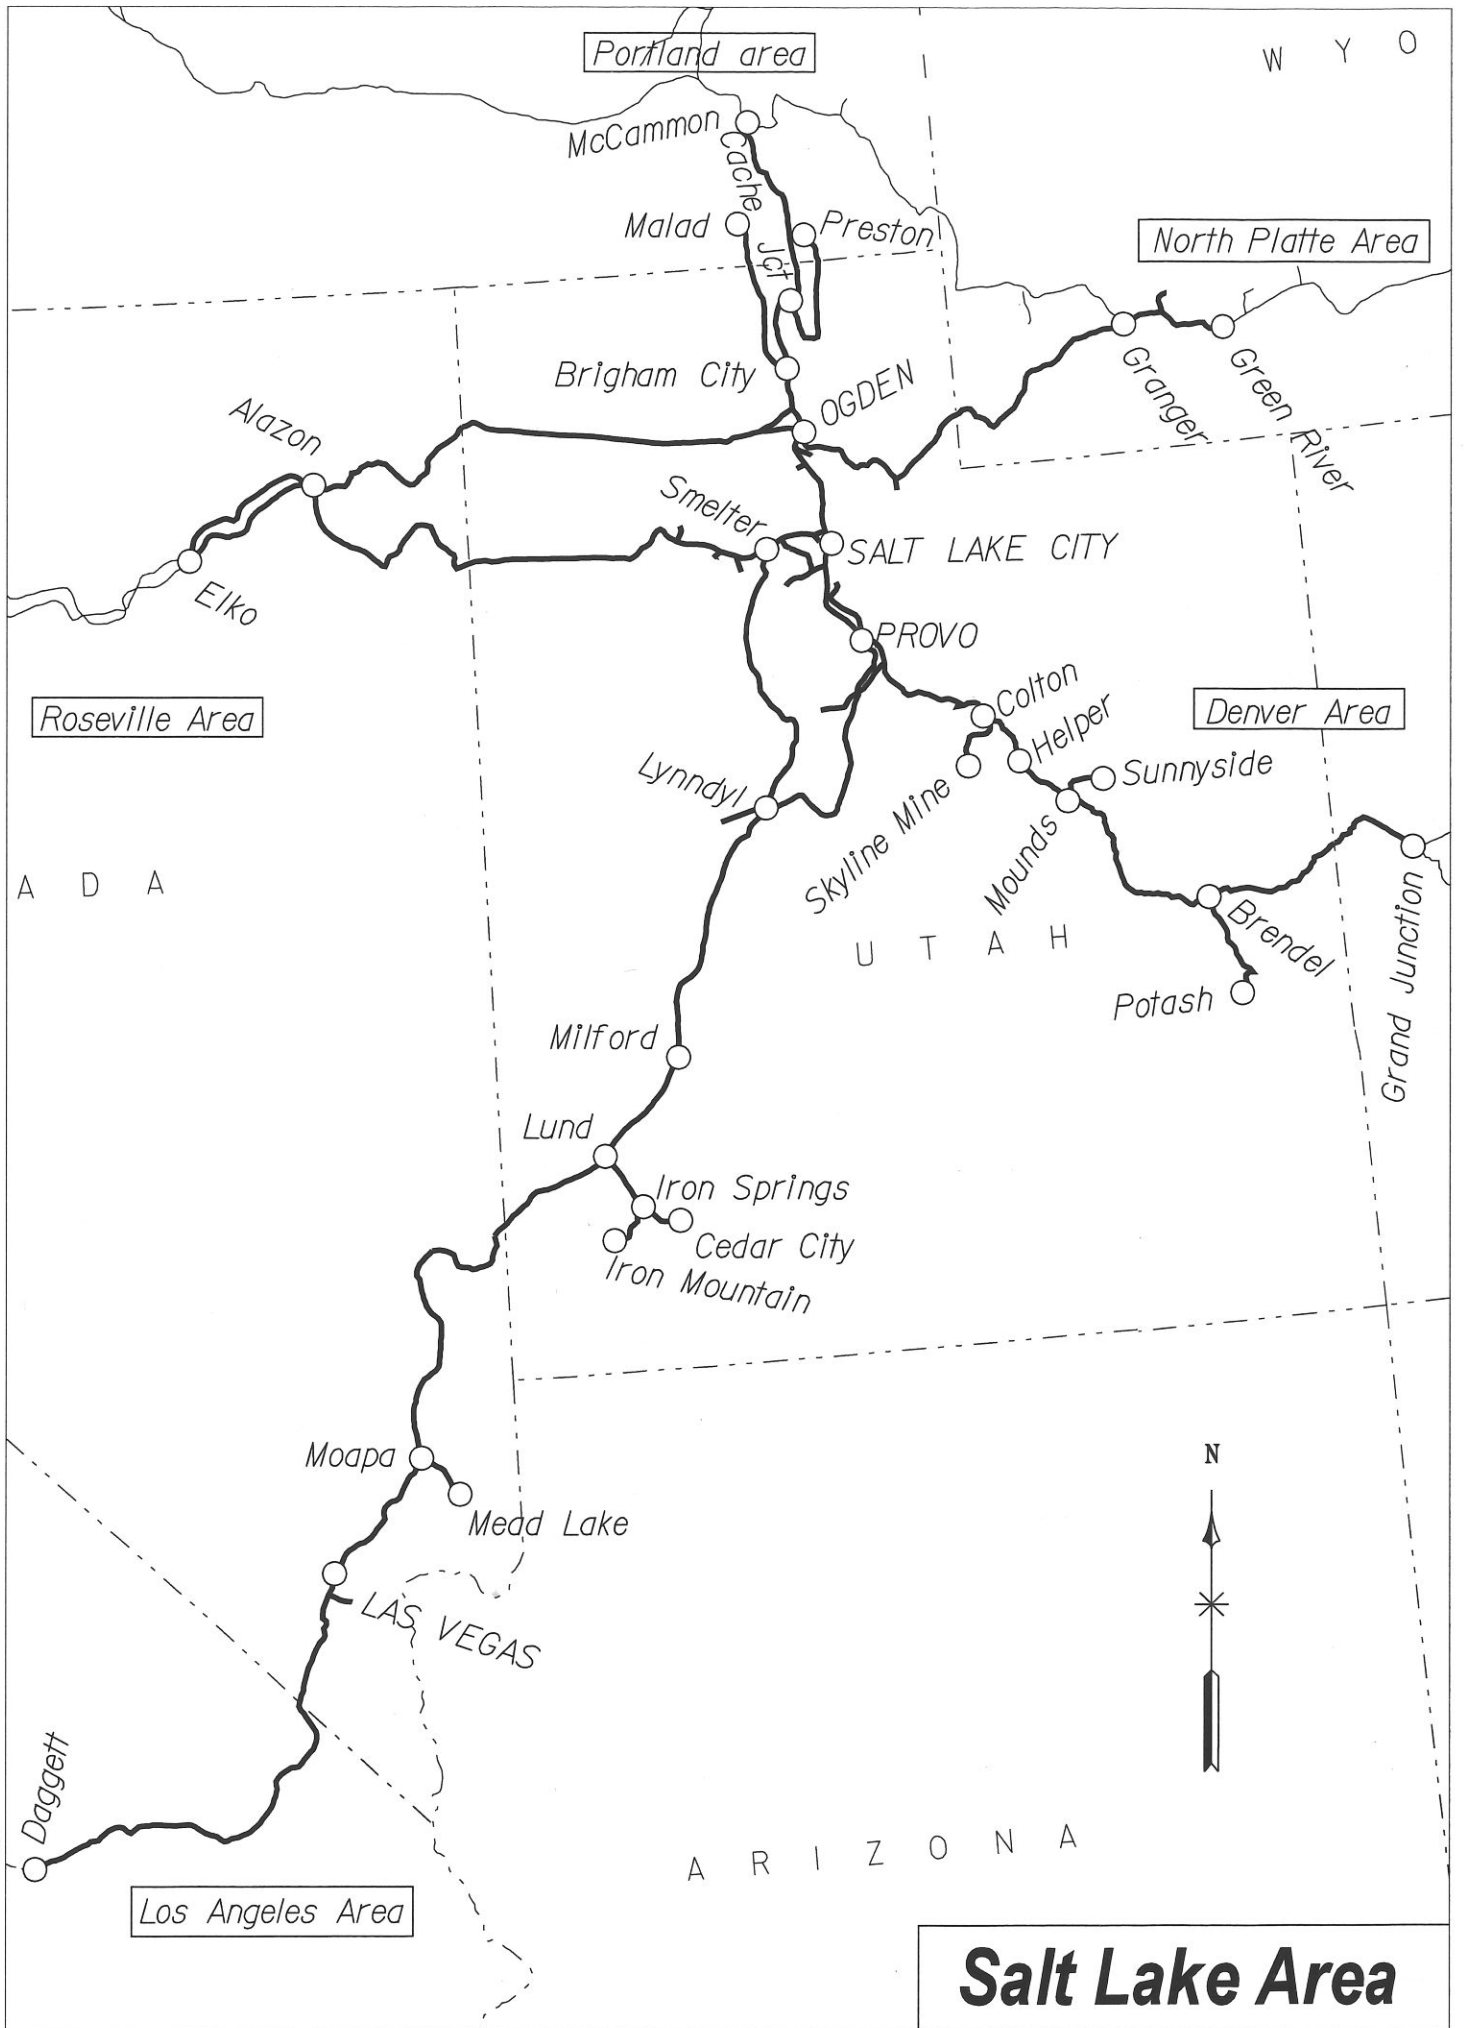 W Y O
Portland area
McCammon
Cache Jct
Malad
Preston
North Platte Area
Brigham City
OGDEN
Granger
Green River
Alazon
Smelter
SALT LAKE CITY
Elko
PROVO
Colton
Roseville Area
Denver Area
Helper
Lynndyl
Sunnyside
Skyline Mine
Mounds
A D A
Brendel
U T A H
Grand Junction
Potash
Milford
Lund
Iron Springs
Cedar City
Iron Mountain
Moapa
N
Mead Lake
LAS VEGAS
Daggett
A R I Z O N A
Los Angeles Area
Salt Lake Area